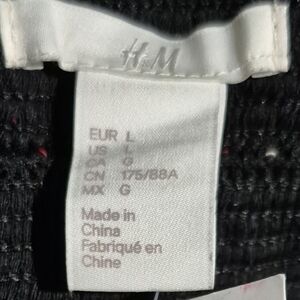 H&M
EUR L
US L
CA G
CN 175/88A
MX G
Made in
China
Fabriqué en
Chine